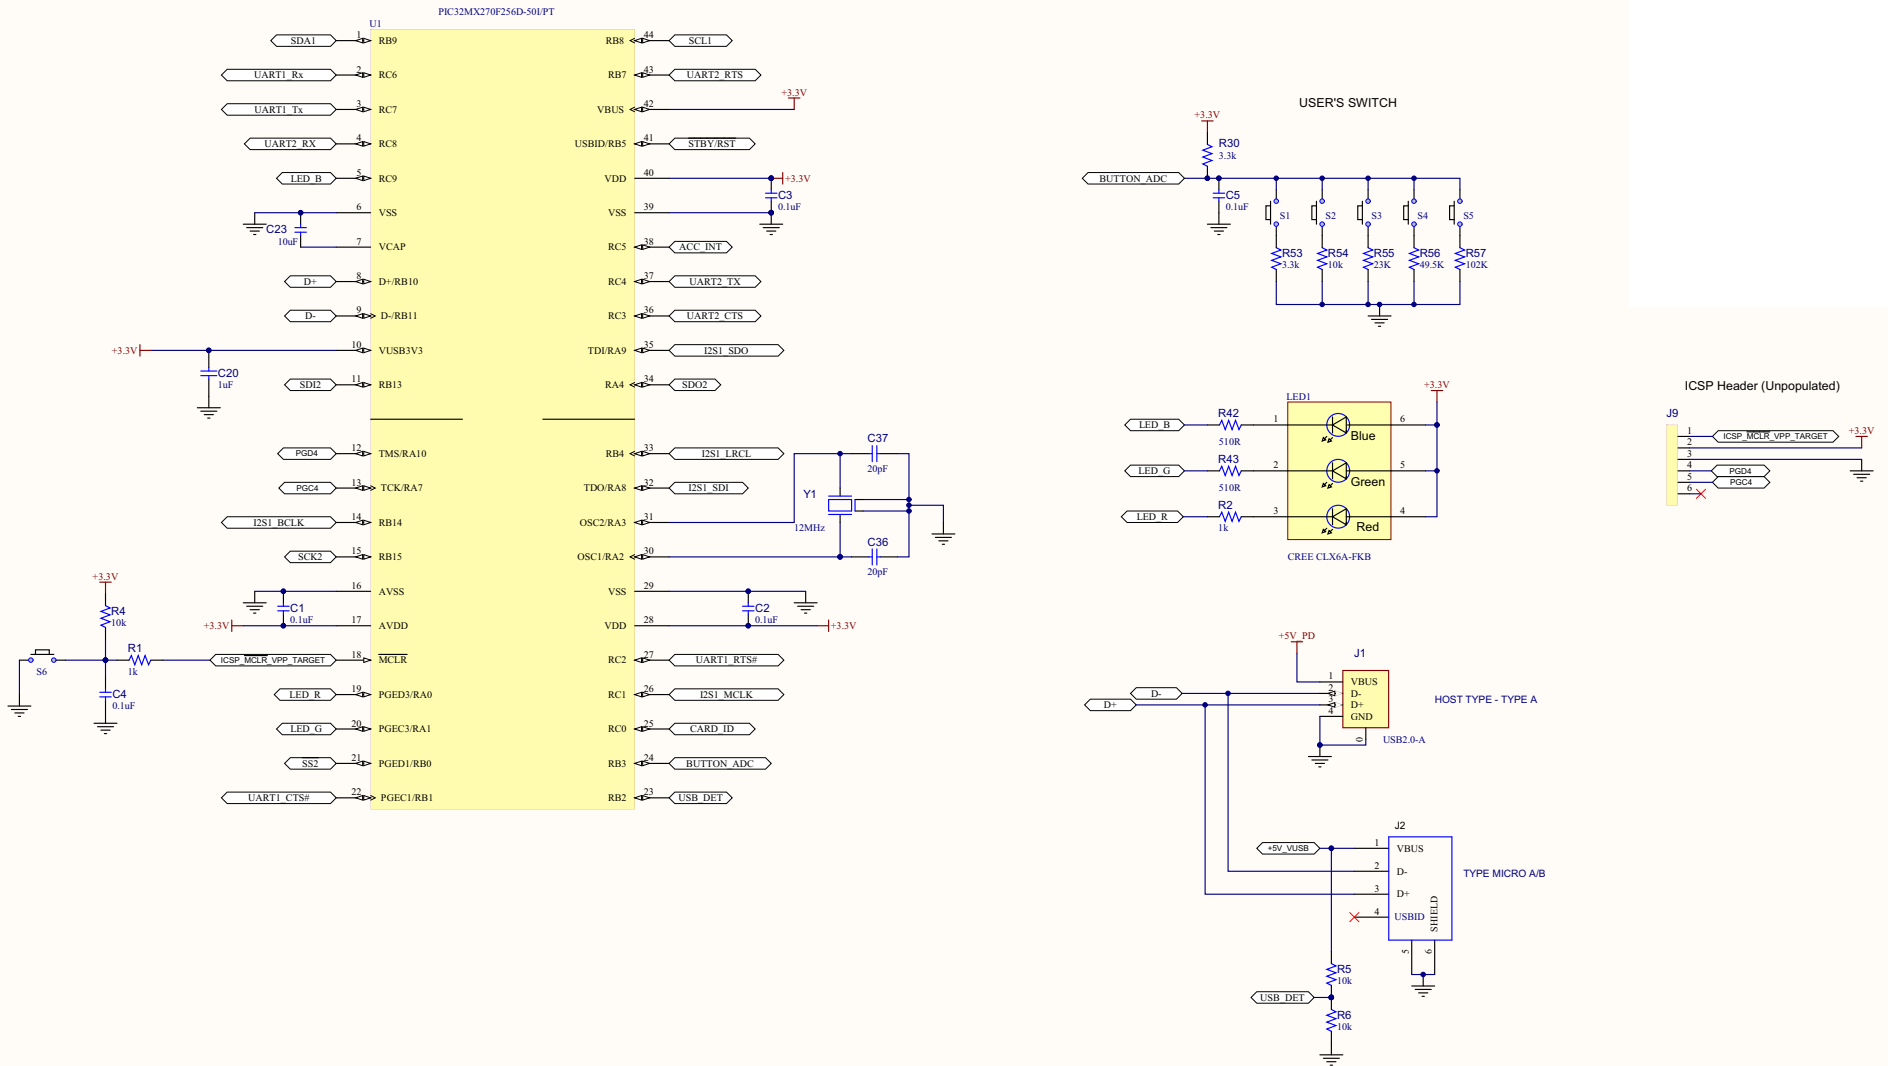 PIC32MX270F256D-50I/PT
U1
SDA1 1 RB9
UART1_Rx 2 RC6
UART1_Tx 3 RC7
UART2_RX 4 RC8
LED_B 5 RC9
6 VSS
C23
10uF
7 VCAP
D+ 8 D+/RB10
D- 9 D-/RB11
+3.3V 10 VUSB3V3
C20
1uF
SDI2 11 RB13
PGD4 12 TMS/RA10
PGC4 13 TCK/RA7
I2S1_BCLK 14 RB14
SCK2 15 RB15
16 AVSS
C1
0.1uF
+3.3V 17 AVDD
+3.3V
R4
10k
S6
R1
1k
C4
0.1uF
ICSP_MCLR_VPP_TARGET 18 MCLR
LED_R 19 PGED3/RA0
LED_G 20 PGEC3/RA1
SS2 21 PGED1/RB0
UART1_CTS# 22 PGEC1/RB1
RB8 44 SCL1
RB7 43 UART2_RTS
VBUS 42 +3.3V
USBID/RB5 41 STBY/RST
VDD 40 +3.3V
C3
0.1uF
VSS 39
RC5 38 ACC_INT
RC4 37 UART2_TX
RC3 36 UART2_CTS
TDI/RA9 35 I2S1_SDO
RA4 34 SDO2
RB4 33 I2S1_LRCL
TDO/RA8 32 I2S1_SDI
OSC2/RA3 31
OSC1/RA2 30
C37
20pF
Y1
12MHz
C36
20pF
VSS 29
C2
0.1uF
VDD 28 +3.3V
RC2 27 UART1_RTS#
RC1 26 I2S1_MCLK
RC0 25 CARD_ID
RB3 24 BUTTON_ADC
RB2 23 USB_DET
USER'S SWITCH
+3.3V
R30
3.3k
BUTTON_ADC
C5
0.1uF
S1 S2 S3 S4 S5
R53 R54 R55 R56 R57
3.3k 10k 23K 49.5K 102K
+3.3V
LED1
LED_B R42 1 6
510R Blue
LED_G R43 2 5
510R Green
LED_R R2 3 4
1k Red
CREE CLX6A-FKB
ICSP Header (Unpopulated)
J9
1 ICSP_MCLR_VPP_TARGET
2 +3.3V
3
4 PGD4
5 PGC4
6
+5V_PD
J1
1 VBUS
D- 2 D-
D+ 3 D+
4 GND
0
USB2.0-A
HOST TYPE - TYPE A
J2
+5V_VUSB 1 VBUS
2 D-
3 D+
4 USBID
SHIELD
5 6
TYPE MICRO A/B
R5
10k
USB_DET
R6
10k